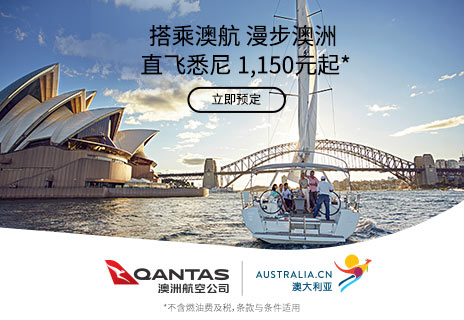 搭乘澳航 漫步澳洲
直飞悉尼 1,150元起*
立即预定
QANTAS
澳洲航空公司
AUSTRALIA.CN
澳大利亚
*不含燃油费及税，条款与条件适用